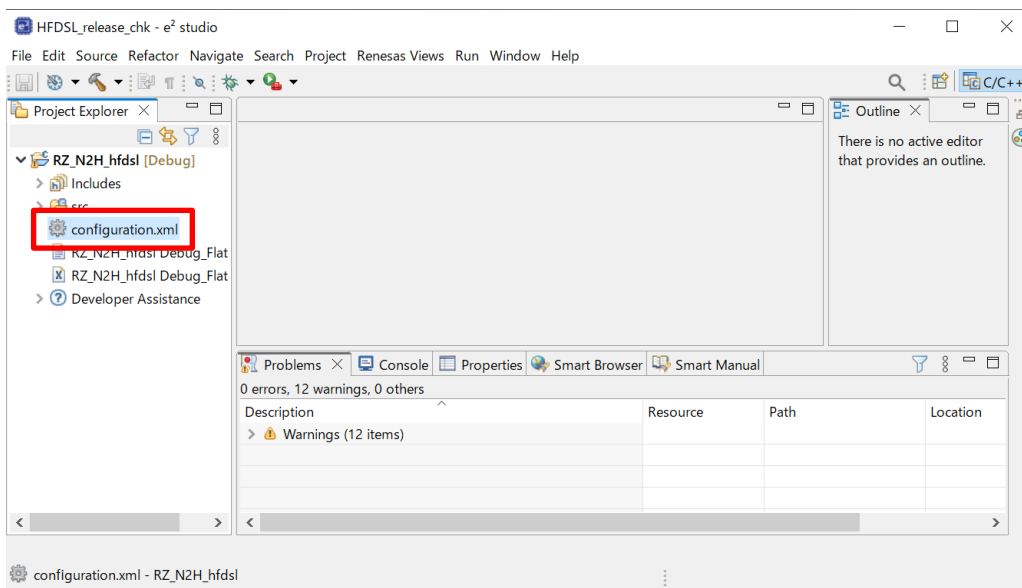 HFDSL_release_chk - e² studio
File Edit Source Refactor Navigate Search Project Renesas Views Run Window Help
C/C++
Project Explorer
Outline
There is no active editor
that provides an outline.
RZ_N2H_hfdsl [Debug]
Includes
src
configuration.xml
RZ_N2H_hfdsl Debug_Flat
RZ_N2H_hfdsl Debug_Flat
Developer Assistance
Problems Console Properties Smart Browser Smart Manual
0 errors, 12 warnings, 0 others
Description Resource Path Location
Warnings (12 items)
configuration.xml - RZ_N2H_hfdsl